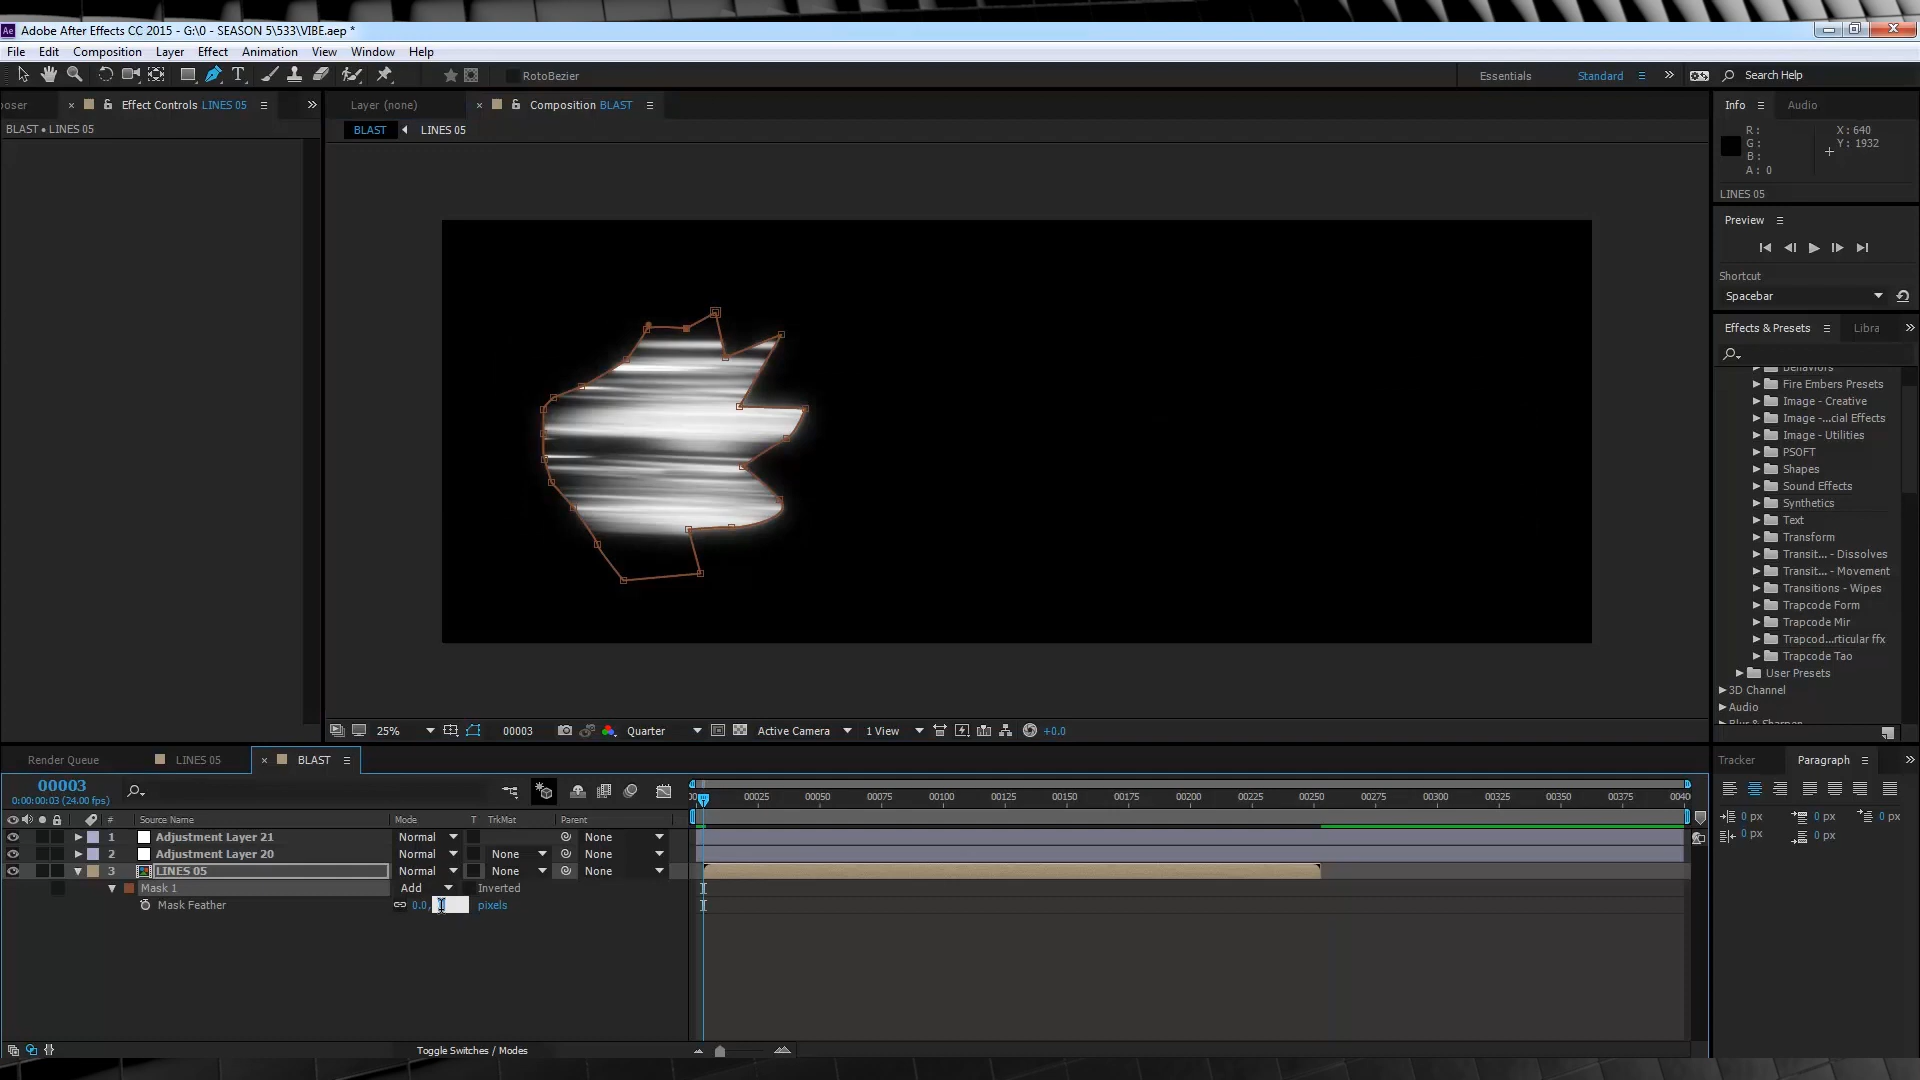 Adobe After Effects CC 2015 - G:\0 - SEASON 5\533\VIBE.aep *
File Edit Composition Layer Effect Animation View Window Help
RotoBezier Essentials Standard Search Help
poser Effect Controls LINES 05 Layer (none) Composition BLAST Info Audio
BLAST • LINES 05 BLAST LINES 05
R: X: 640
G: Y: 1932
B:
A: 0
LINES 05
Preview
Shortcut
Spacebar
Effects & Presets Libra
Behaviors
Fire Embers Presets
Image - Creative
Image -...cial Effects
Image - Utilities
PSOFT
Shapes
Sound Effects
Synthetics
Text
Transform
Transit... - Dissolves
Transit... - Movement
Transitions - Wipes
Trapcode Form
Trapcode Mir
Trapcod...rticular ffx
Trapcode Tao
User Presets
3D Channel
Audio
Blur & Sharpen
25% 00003 Quarter Active Camera 1 View +0.0
Render Queue LINES 05 BLAST Tracker Paragraph
00003
0:00:00:03 (24.00 fps)
00025 00050 00075 00100 00125 00150 00175 00200 00225 00250 00275 00300 00325 00350 00375 0040
# Source Name Mode T TrkMat Parent
1 Adjustment Layer 21 Normal None
2 Adjustment Layer 20 Normal None None
3 LINES 05 Normal None None
Mask 1 Add Inverted
Mask Feather 0.0, pixels
0 px 0 px 0 px
0 px 0 px
Toggle Switches / Modes